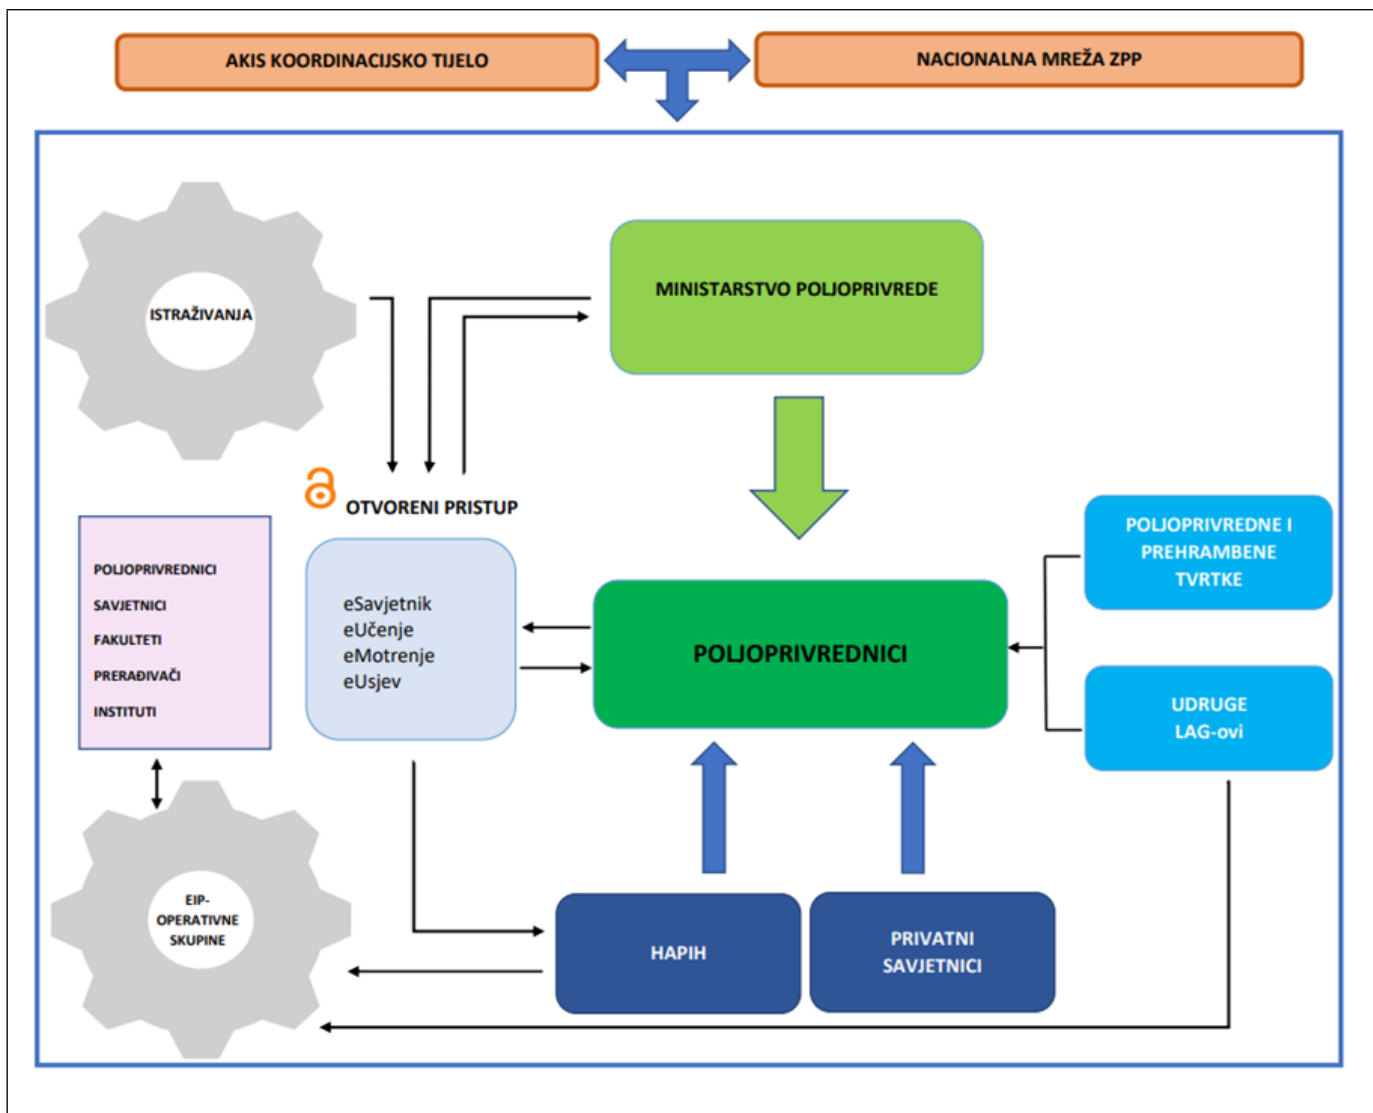 AKIS KOORDINACIJSKO TIJELO
NACIONALNA MREŽA ZPP
ISTRAŽIVANJA
MINISTARSTVO POLJOPRIVREDE
OTVORENI PRISTUP
POLJOPRIVREDNICI
SAVJETNICI
FAKULTETI
PRERAĐIVAČI
INSTITUTI
eSavjetnik
eUčenje
eMotrenje
eUsjev
POLJOPRIVREDNICI
POLJOPRIVREDNE I
PREHRAMBENE
TVRTKE
UDRUGE
LAG-ovi
EIP-
OPERATIVNE
SKUPINE
HAPIH
PRIVATNI
SAVJETNICI